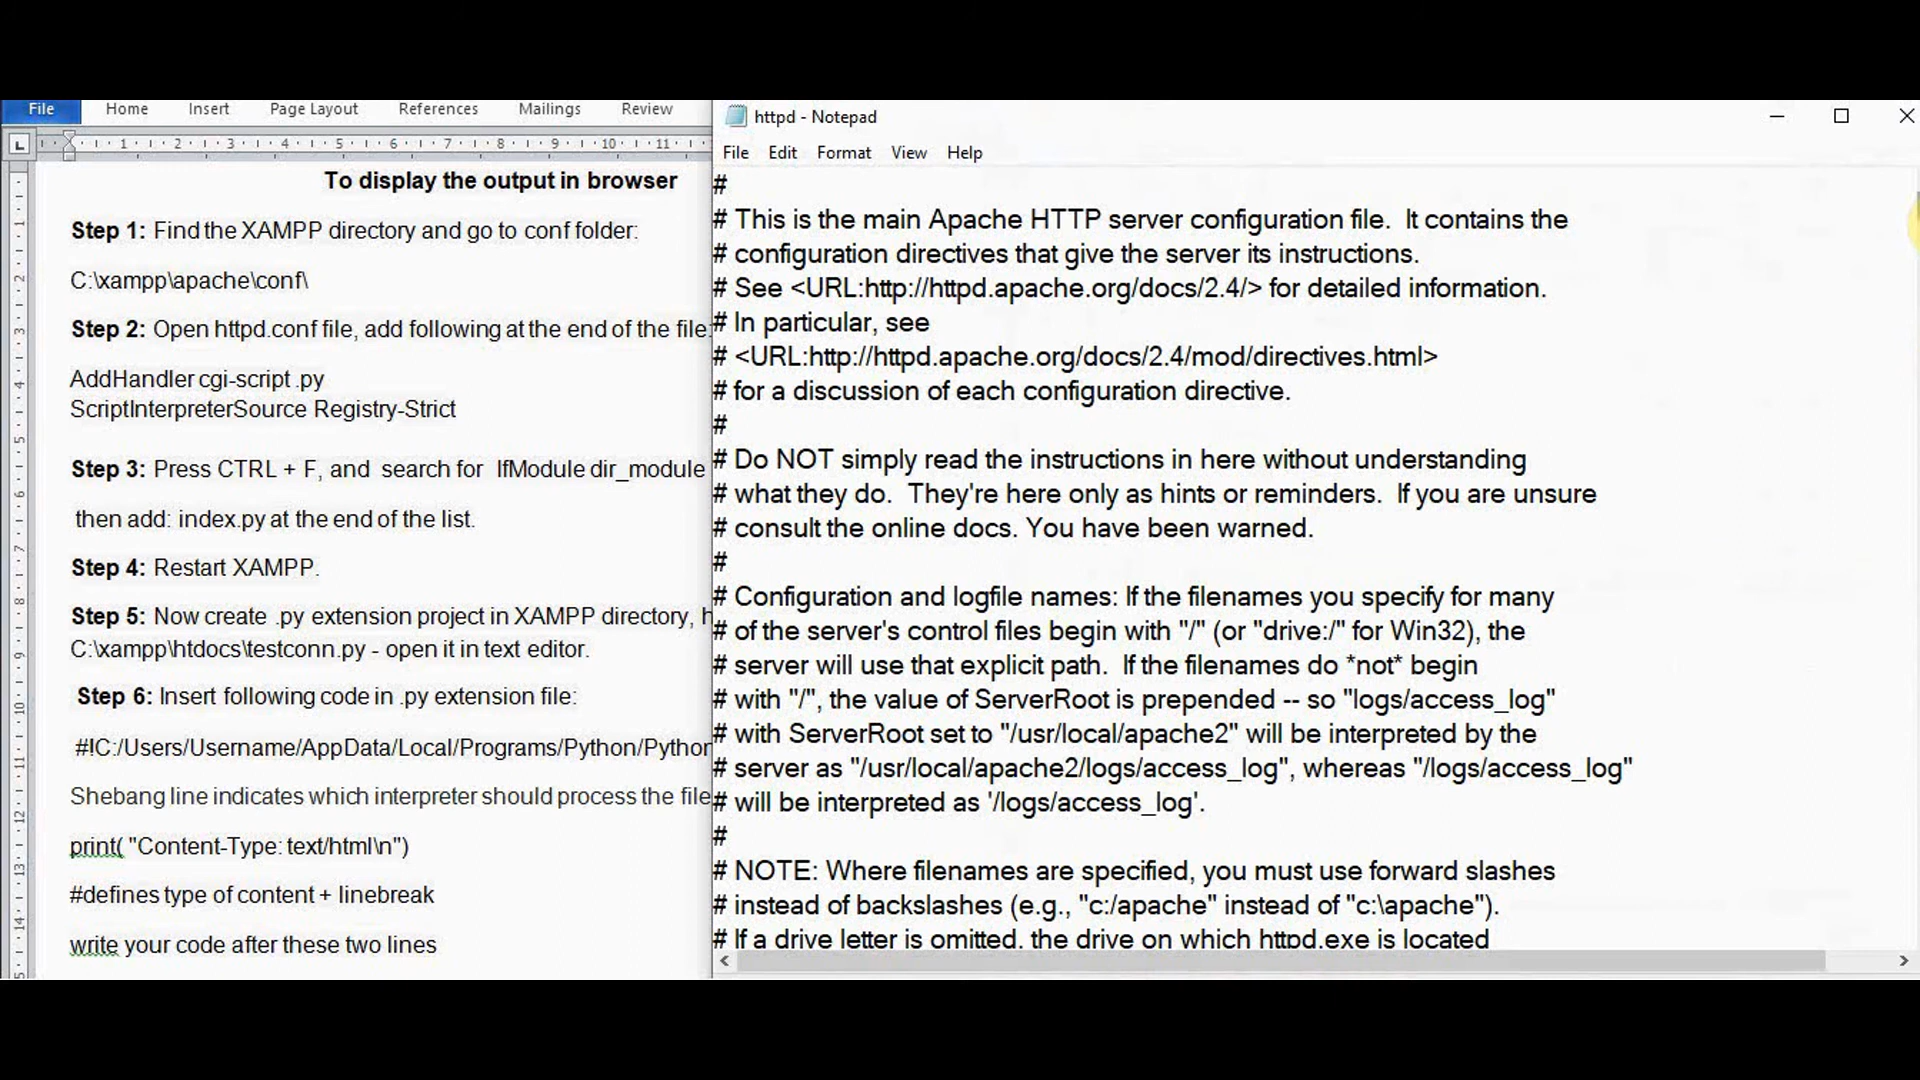 File Home Insert Page Layout References Mailings Review
1 2 3 4 5 6 7 8 9 10 11
To display the output in browser
Step 1: Find the XAMPP directory and go to conf folder:
C:\xampp\apache\conf\
Step 2: Open httpd.conf file, add following at the end of the file:
AddHandler cgi-script .py
ScriptInterpreterSource Registry-Strict
Step 3: Press CTRL + F, and search for IfModule dir_module
then add: index.py at the end of the list.
Step 4: Restart XAMPP.
Step 5: Now create .py extension project in XAMPP directory, h
C:\xampp\htdocs\testconn.py - open it in text editor.
Step 6: Insert following code in .py extension file:
#!C:/Users/Username/AppData/Local/Programs/Python/Python
Shebang line indicates which interpreter should process the file
print( "Content-Type: text/html\n")
#defines type of content + linebreak
write your code after these two lines
httpd - Notepad
File Edit Format View Help
#
# This is the main Apache HTTP server configuration file.  It contains the
# configuration directives that give the server its instructions.
# See <URL:http://httpd.apache.org/docs/2.4/> for detailed information.
# In particular, see
# <URL:http://httpd.apache.org/docs/2.4/mod/directives.html>
# for a discussion of each configuration directive.
#
# Do NOT simply read the instructions in here without understanding
# what they do.  They're here only as hints or reminders.  If you are unsure
# consult the online docs. You have been warned.
#
# Configuration and logfile names: If the filenames you specify for many
# of the server's control files begin with "/" (or "drive:/" for Win32), the
# server will use that explicit path.  If the filenames do *not* begin
# with "/", the value of ServerRoot is prepended -- so "logs/access_log"
# with ServerRoot set to "/usr/local/apache2" will be interpreted by the
# server as "/usr/local/apache2/logs/access_log", whereas "/logs/access_log"
# will be interpreted as '/logs/access_log'.
#
# NOTE: Where filenames are specified, you must use forward slashes
# instead of backslashes (e.g., "c:/apache" instead of "c:\apache").
# If a drive letter is omitted, the drive on which httpd.exe is located